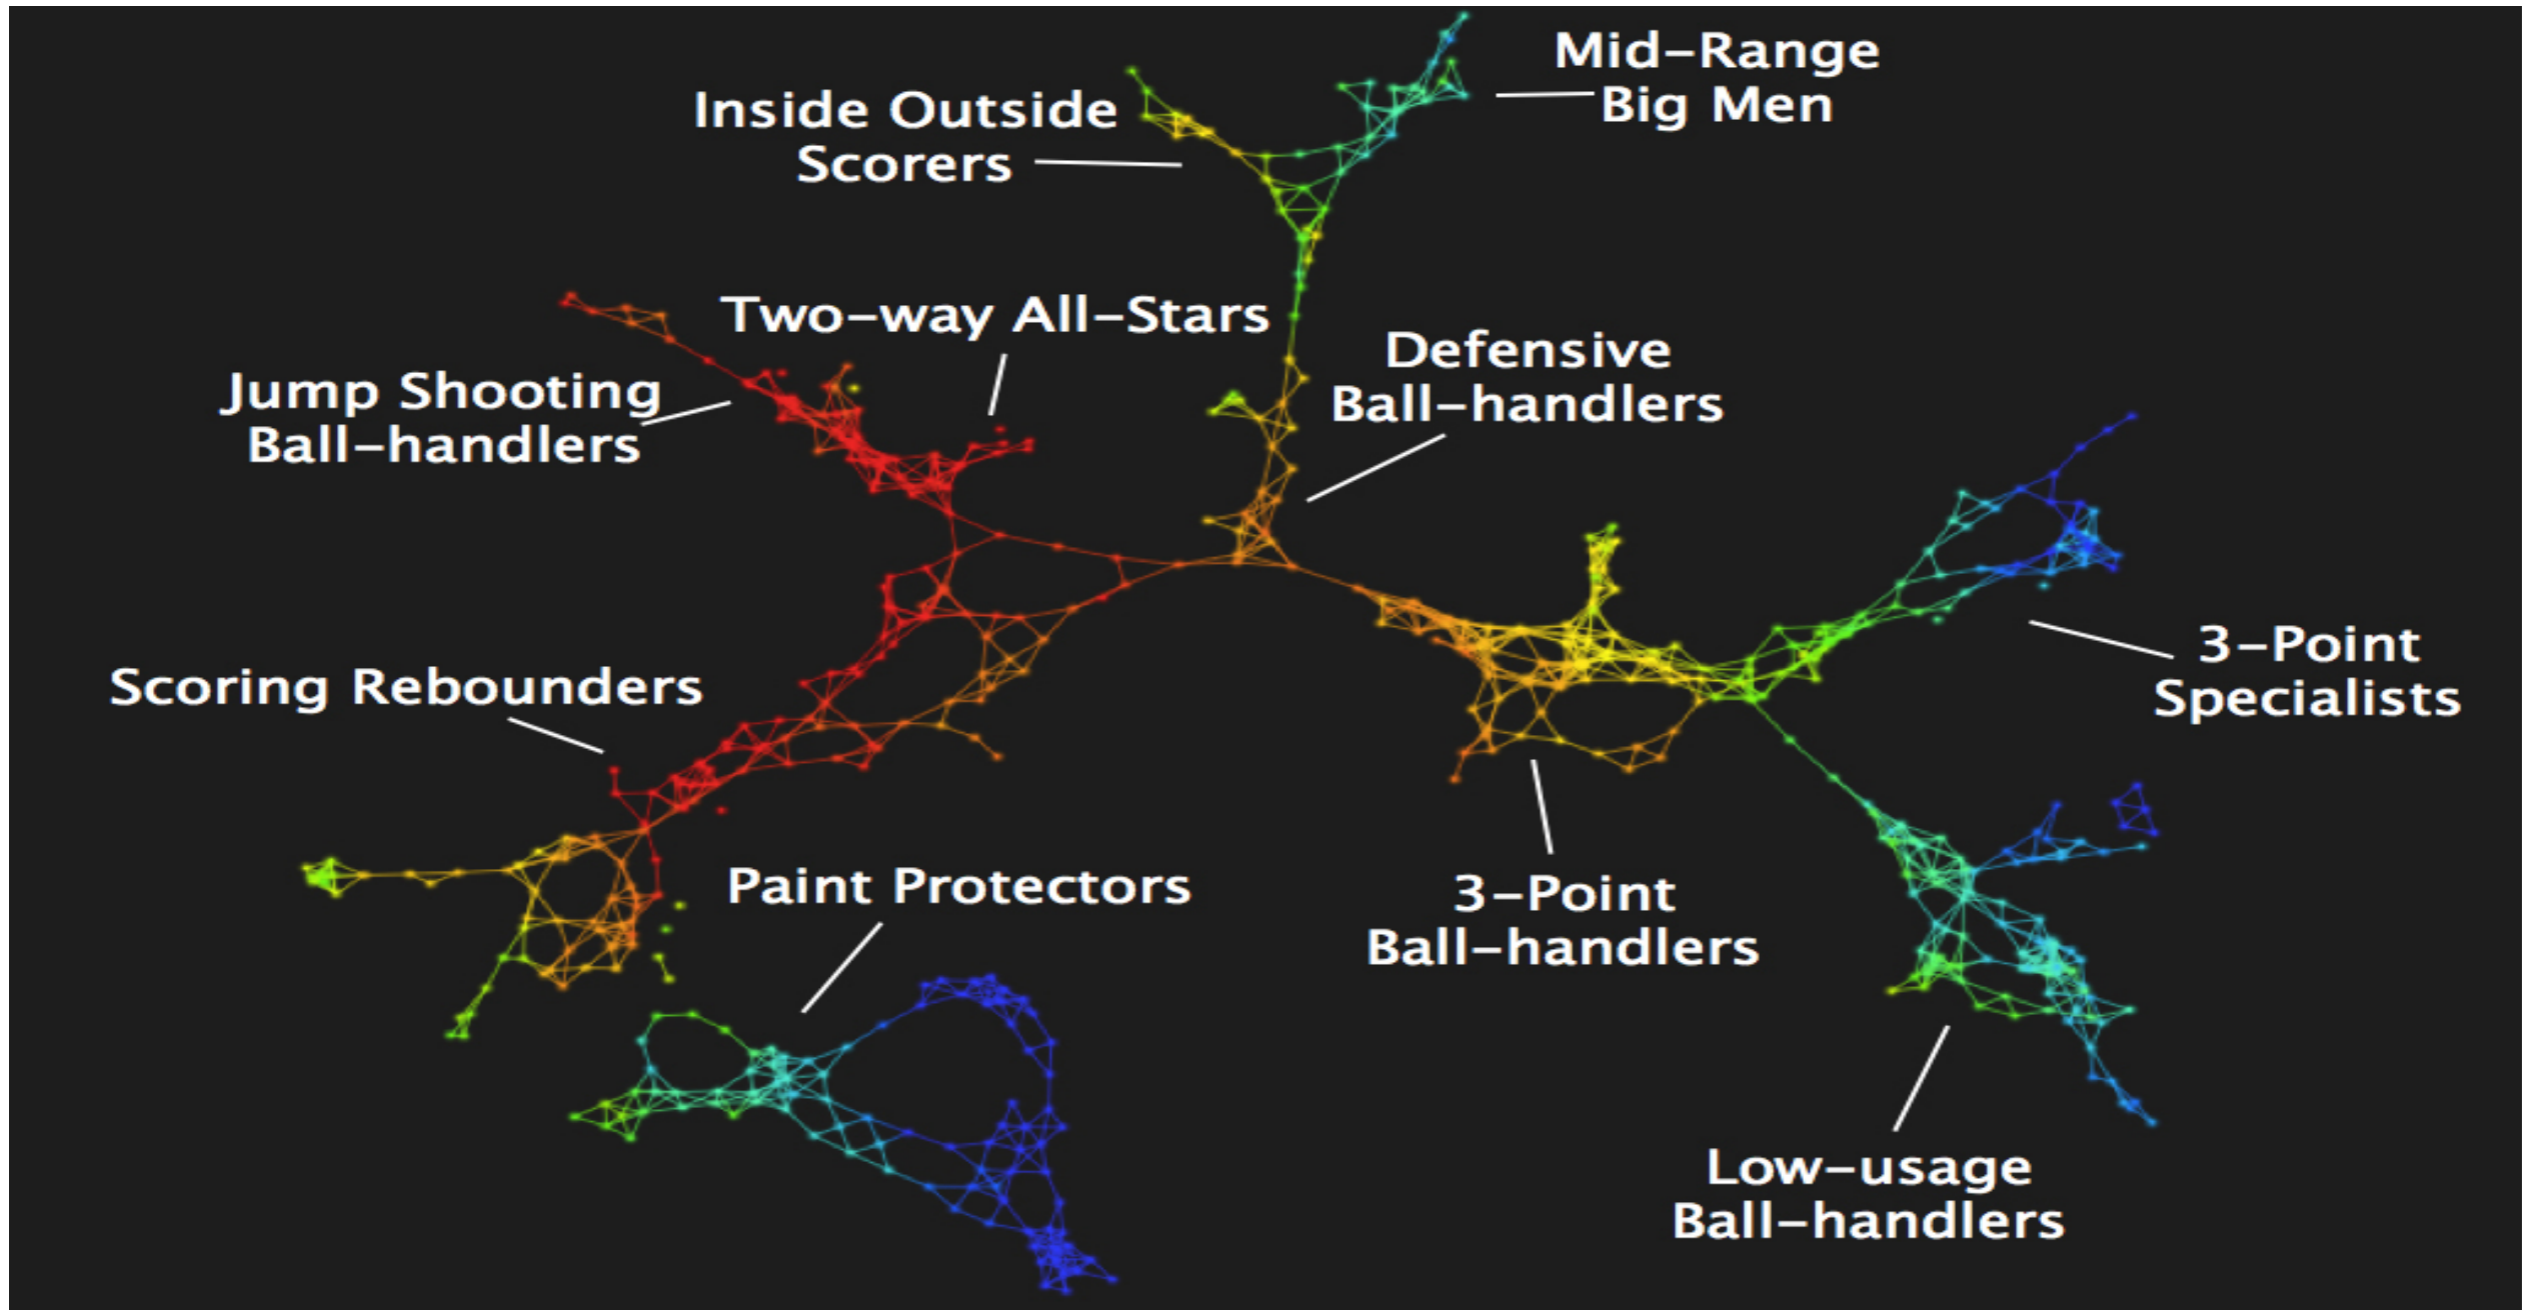 Mid-Range
Big Men
Inside Outside
Scorers
Two-way All-Stars
Defensive
Ball-handlers
Jump Shooting
Ball-handlers
3-Point
Specialists
Scoring Rebounders
Paint Protectors
3-Point
Ball-handlers
Low-usage
Ball-handlers